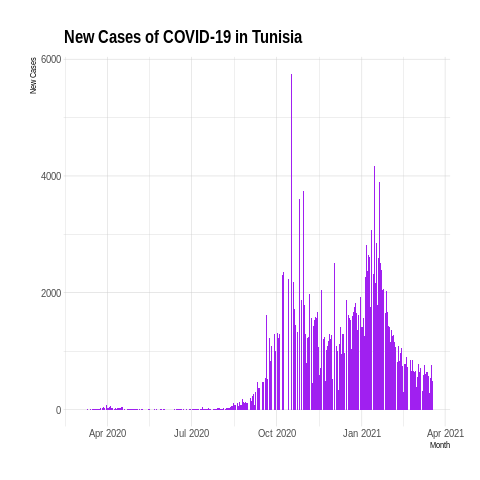 New Cases of COVID-19 in Tunisia
New Cases
6000
4000
2000
0
Apr 2020 Jul 2020 Oct 2020 Jan 2021 Apr 2021
Month